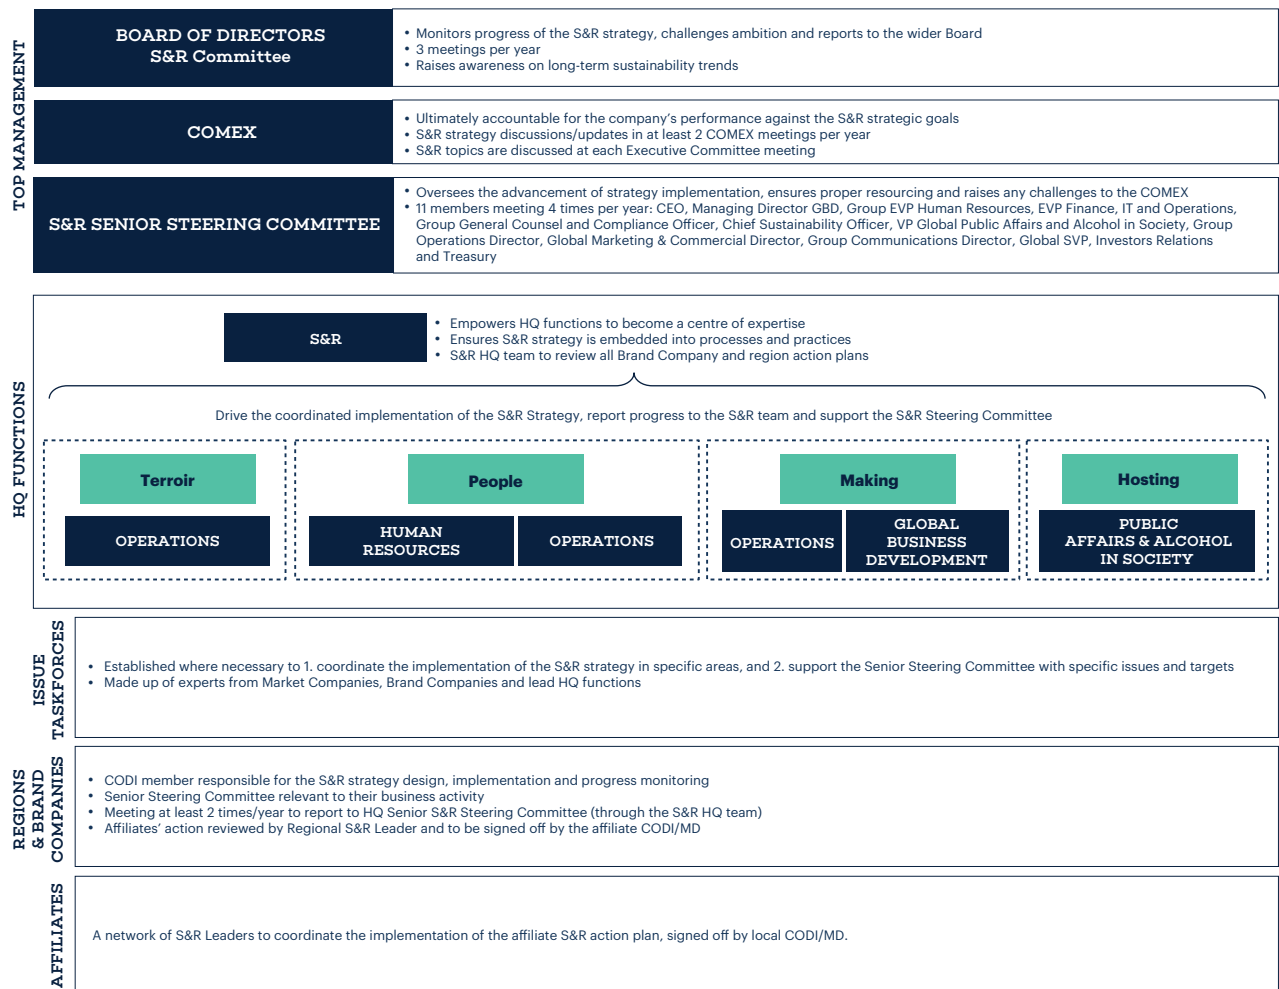 TOP MANAGEMENT
BOARD OF DIRECTORS
S&R Committee
• Monitors progress of the S&R strategy, challenges ambition and reports to the wider Board
• 3 meetings per year
• Raises awareness on long-term sustainability trends
COMEX
• Ultimately accountable for the company's performance against the S&R strategic goals
• S&R strategy discussions/updates in at least 2 COMEX meetings per year
• S&R topics are discussed at each Executive Committee meeting
S&R SENIOR STEERING COMMITTEE
• Oversees the advancement of strategy implementation, ensures proper resourcing and raises any challenges to the COMEX
• 11 members meeting 4 times per year: CEO, Managing Director GBD, Group EVP Human Resources, EVP Finance, IT and Operations,
Group General Counsel and Compliance Officer, Chief Sustainability Officer, VP Global Public Affairs and Alcohol in Society, Group
Operations Director, Global Marketing & Commercial Director, Group Communications Director, Global SVP, Investors Relations
and Treasury
HQ FUNCTIONS
S&R
• Empowers HQ functions to become a centre of expertise
• Ensures S&R strategy is embedded into processes and practices
• S&R HQ team to review all Brand Company and region action plans
Drive the coordinated implementation of the S&R Strategy, report progress to the S&R team and support the S&R Steering Committee
Terroir
OPERATIONS
People
HUMAN
RESOURCES
OPERATIONS
Making
OPERATIONS
GLOBAL
BUSINESS
DEVELOPMENT
Hosting
PUBLIC
AFFAIRS & ALCOHOL
IN SOCIETY
ISSUE
TASKFORCES
• Established where necessary to 1. coordinate the implementation of the S&R strategy in specific areas, and 2. support the Senior Steering Committee with specific issues and targets
• Made up of experts from Market Companies, Brand Companies and lead HQ functions
REGIONS
& BRAND
COMPANIES
• CODI member responsible for the S&R strategy design, implementation and progress monitoring
• Senior Steering Committee relevant to their business activity
• Meeting at least 2 times/year to report to HQ Senior S&R Steering Committee (through the S&R HQ team)
• Affiliates' action reviewed by Regional S&R Leader and to be signed off by the affiliate CODI/MD
AFFILIATES
A network of S&R Leaders to coordinate the implementation of the affiliate S&R action plan, signed off by local CODI/MD.